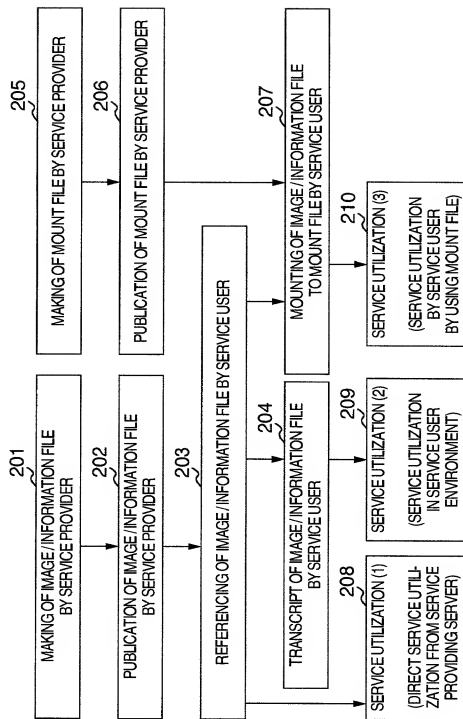 201
MAKING OF IMAGE / INFORMATION FILE
BY SERVICE PROVIDER
202
PUBLICATION OF IMAGE / INFORMATION FILE
BY SERVICE PROVIDER
203
REFERENCING OF IMAGE / INFORMATION FILE BY SERVICE USER
204
TRANSCRIPT OF IMAGE / INFORMATION FILE
BY SERVICE USER
205
MAKING OF MOUNT FILE BY SERVICE PROVIDER
206
PUBLICATION OF MOUNT FILE BY SERVICE PROVIDER
207
MOUNTING OF IMAGE / INFORMATION FILE
TO MOUNT FILE BY SERVICE USER
208
SERVICE UTILIZATION (1)
(DIRECT SERVICE UTILI-
ZATION FROM SERVICE
PROVIDING SERVER)
209
SERVICE UTILIZATION (2)
(SERVICE UTILIZATION
IN SERVICE USER
ENVIRONMENT)
210
SERVICE UTILIZATION (3)
(SERVICE UTILIZATION
BY SERVICE USER
BY USING MOUNT FILE)